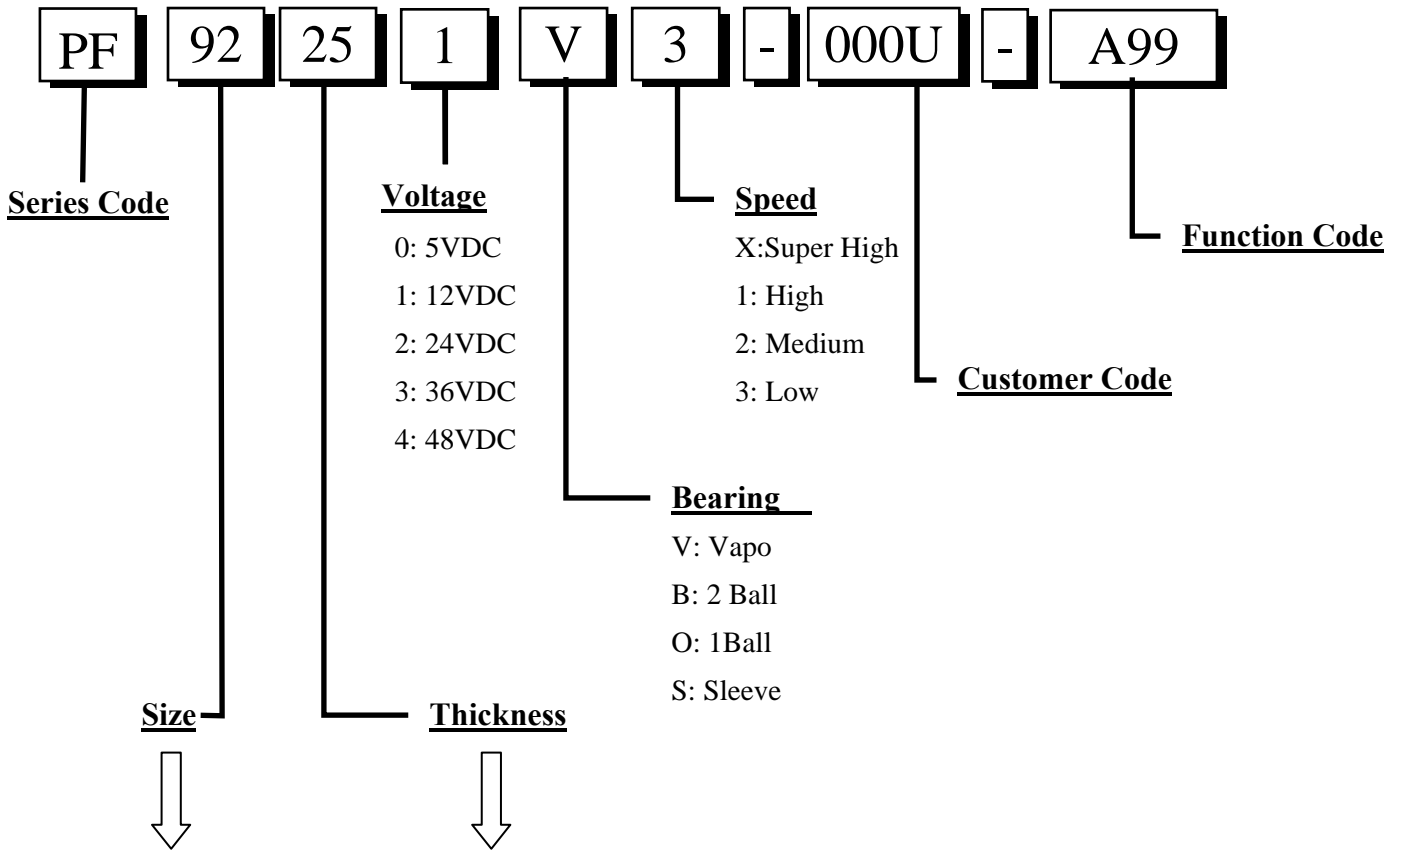 PF 92 25 1 V 3 - 000U - A99
Series Code
Voltage
0: 5VDC
1: 12VDC
2: 24VDC
3: 36VDC
4: 48VDC
Speed
X:Super High
1: High
2: Medium
3: Low
Function Code
Customer Code
Bearing
V: Vapo
B: 2 Ball
O: 1Ball
S: Sleeve
Size
Thickness